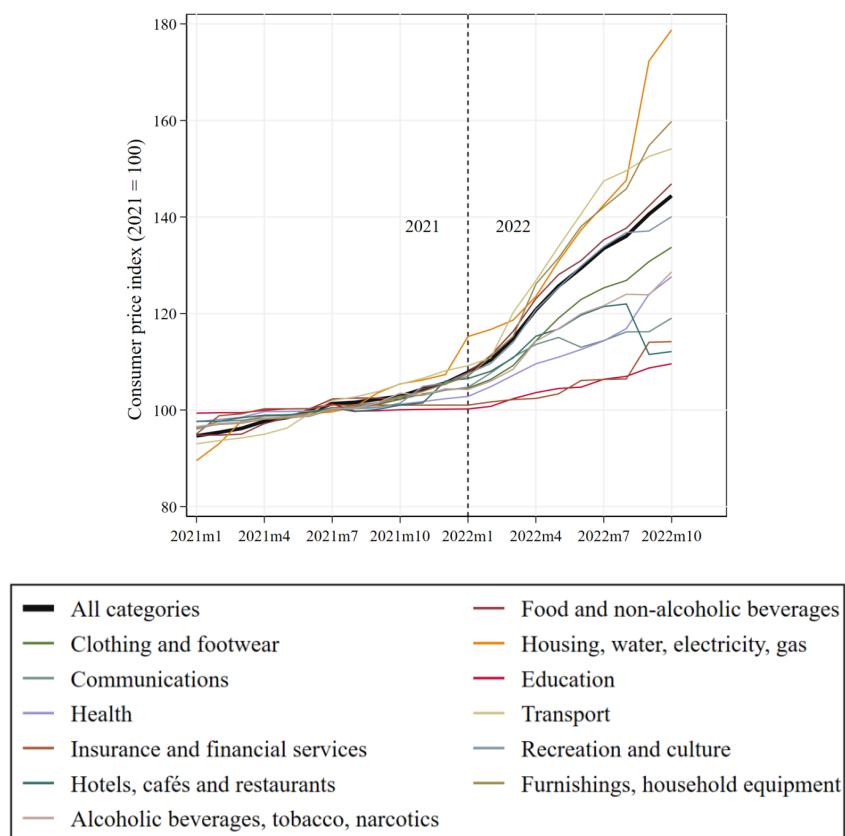 Consumer price index (2021 = 100)
180
160
140
120
100
80
2021
2022
2021m1
2021m4
2021m7
2021m10
2022m1
2022m4
2022m7
2022m10
All categories
Food and non-alcoholic beverages
Clothing and footwear
Housing, water, electricity, gas
Communications
Education
Health
Transport
Insurance and financial services
Recreation and culture
Hotels, cafés and restaurants
Furnishings, household equipment
Alcoholic beverages, tobacco, narcotics